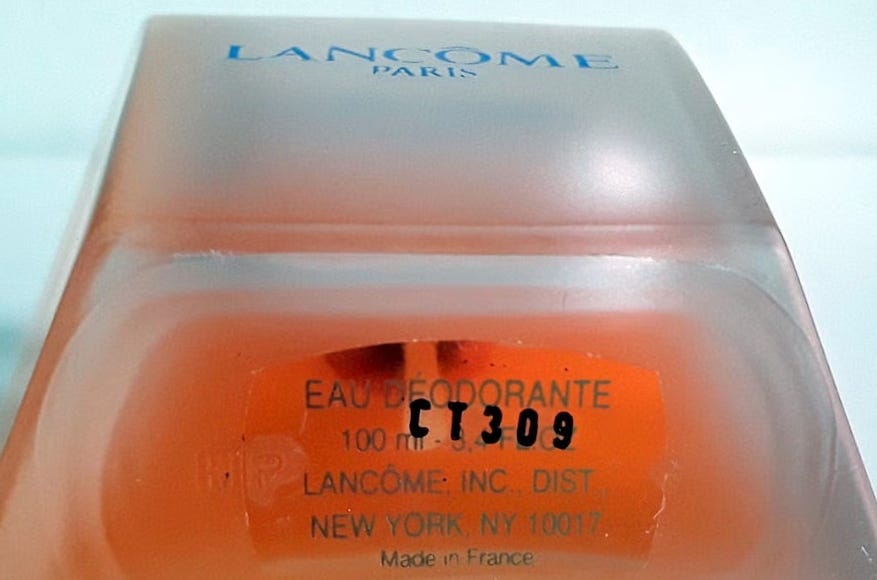 LANCÔME
PARIS
EAU DÉODORANTE
CT309
100 ml - 3,4 FL.OZ
LANCÔME, INC., DIST.,
NEW YORK, NY 10017
Made in France